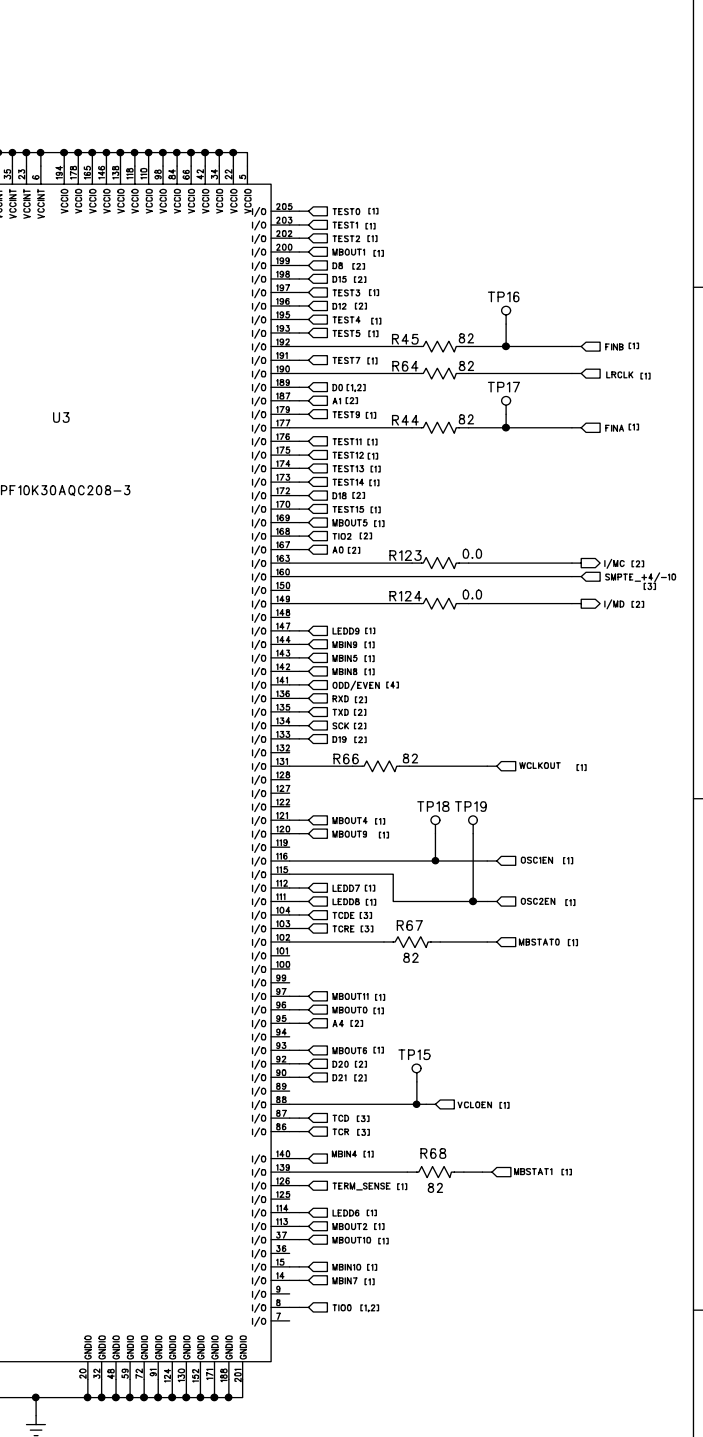 35
23
6
194
178
165
146
138
118
110
98
84
66
42
34
22
5
VCCINT
VCCINT
VCCINT
VCCIO
VCCIO
VCCIO
VCCIO
VCCIO
VCCIO
VCCIO
VCCIO
VCCIO
VCCIO
VCCIO
VCCIO
VCCIO
VCCIO
I/O 205 TEST0 [1]
I/O 203 TEST1 [1]
I/O 202 TEST2 [1]
I/O 200 MBOUT1 [1]
I/O 199 D8 [2]
I/O 198 D15 [2]
I/O 197 TEST3 [1]
TP16
I/O 196 D12 [2]
I/O 195 TEST4 [1]
I/O 193 TEST5 [1]
I/O 192 R45 82 FINB [1]
I/O 191 TEST7 [1]
I/O 190 R64 82 LRCLK [1]
I/O 189 D0 [1,2]
TP17
I/O 187 A1 [2]
I/O 179 TEST9 [1]
U3
I/O 177 R44 82 FINA [1]
I/O 176 TEST11 [1]
I/O 175 TEST12 [1]
I/O 174 TEST13 [1]
I/O 173 TEST14 [1]
PF10K30AQC208-3
I/O 172 D18 [2]
I/O 170 TEST15 [1]
I/O 169 MBOUT5 [1]
I/O 168 TIO2 [2]
I/O 167 A0 [2]
I/O 163 R123 0.0 I/MC [2]
I/O 160 SMPTE_+4/-10
[3]
I/O 150
I/O 149 R124 0.0 I/MD [2]
I/O 148
I/O 147 LEDD9 [1]
I/O 144 MBIN9 [1]
I/O 143 MBIN5 [1]
I/O 142 MBIN8 [1]
I/O 141 ODD/EVEN [4]
I/O 136 RXD [2]
I/O 135 TXD [2]
I/O 134 SCK [2]
I/O 133 D19 [2]
I/O 132
I/O 131 R66 82 WCLKOUT [1]
I/O 128
I/O 127
I/O 122
TP18 TP19
I/O 121 MBOUT4 [1]
I/O 120 MBOUT9 [1]
I/O 119
I/O 116 OSC1EN [1]
I/O 115
I/O 112 LEDD7 [1]
I/O 111 LEDD8 [1]
OSC2EN [1]
I/O 104 TCDE [3]
I/O 103 TCRE [3]
R67
I/O 102 MBSTAT0 [1]
82
I/O 101
I/O 100
I/O 99
I/O 97 MBOUT11 [1]
I/O 96 MBOUT0 [1]
I/O 95 A4 [2]
I/O 94
I/O 93 MBOUT6 [1]
TP15
I/O 92 D20 [2]
I/O 90 D21 [2]
I/O 89
I/O 88 VCLOEN [1]
I/O 87 TCD [3]
I/O 86 TCR [3]
I/O 140 MBIN4 [1]
R68
I/O 139 MBSTAT1 [1]
82
I/O 126 TERM_SENSE [1]
I/O 125
I/O 114 LEDD6 [1]
I/O 113 MBOUT2 [1]
I/O 37 MBOUT10 [1]
I/O 36
I/O 15 MBIN10 [1]
I/O 14 MBIN7 [1]
I/O 9
I/O 8 TIO0 [1,2]
I/O 7
GNDIO
GNDIO
GNDIO
GNDIO
GNDIO
GNDIO
GNDIO
GNDIO
GNDIO
GNDIO
GNDIO
GNDIO
20
32
48
59
72
91
124
130
152
171
188
201